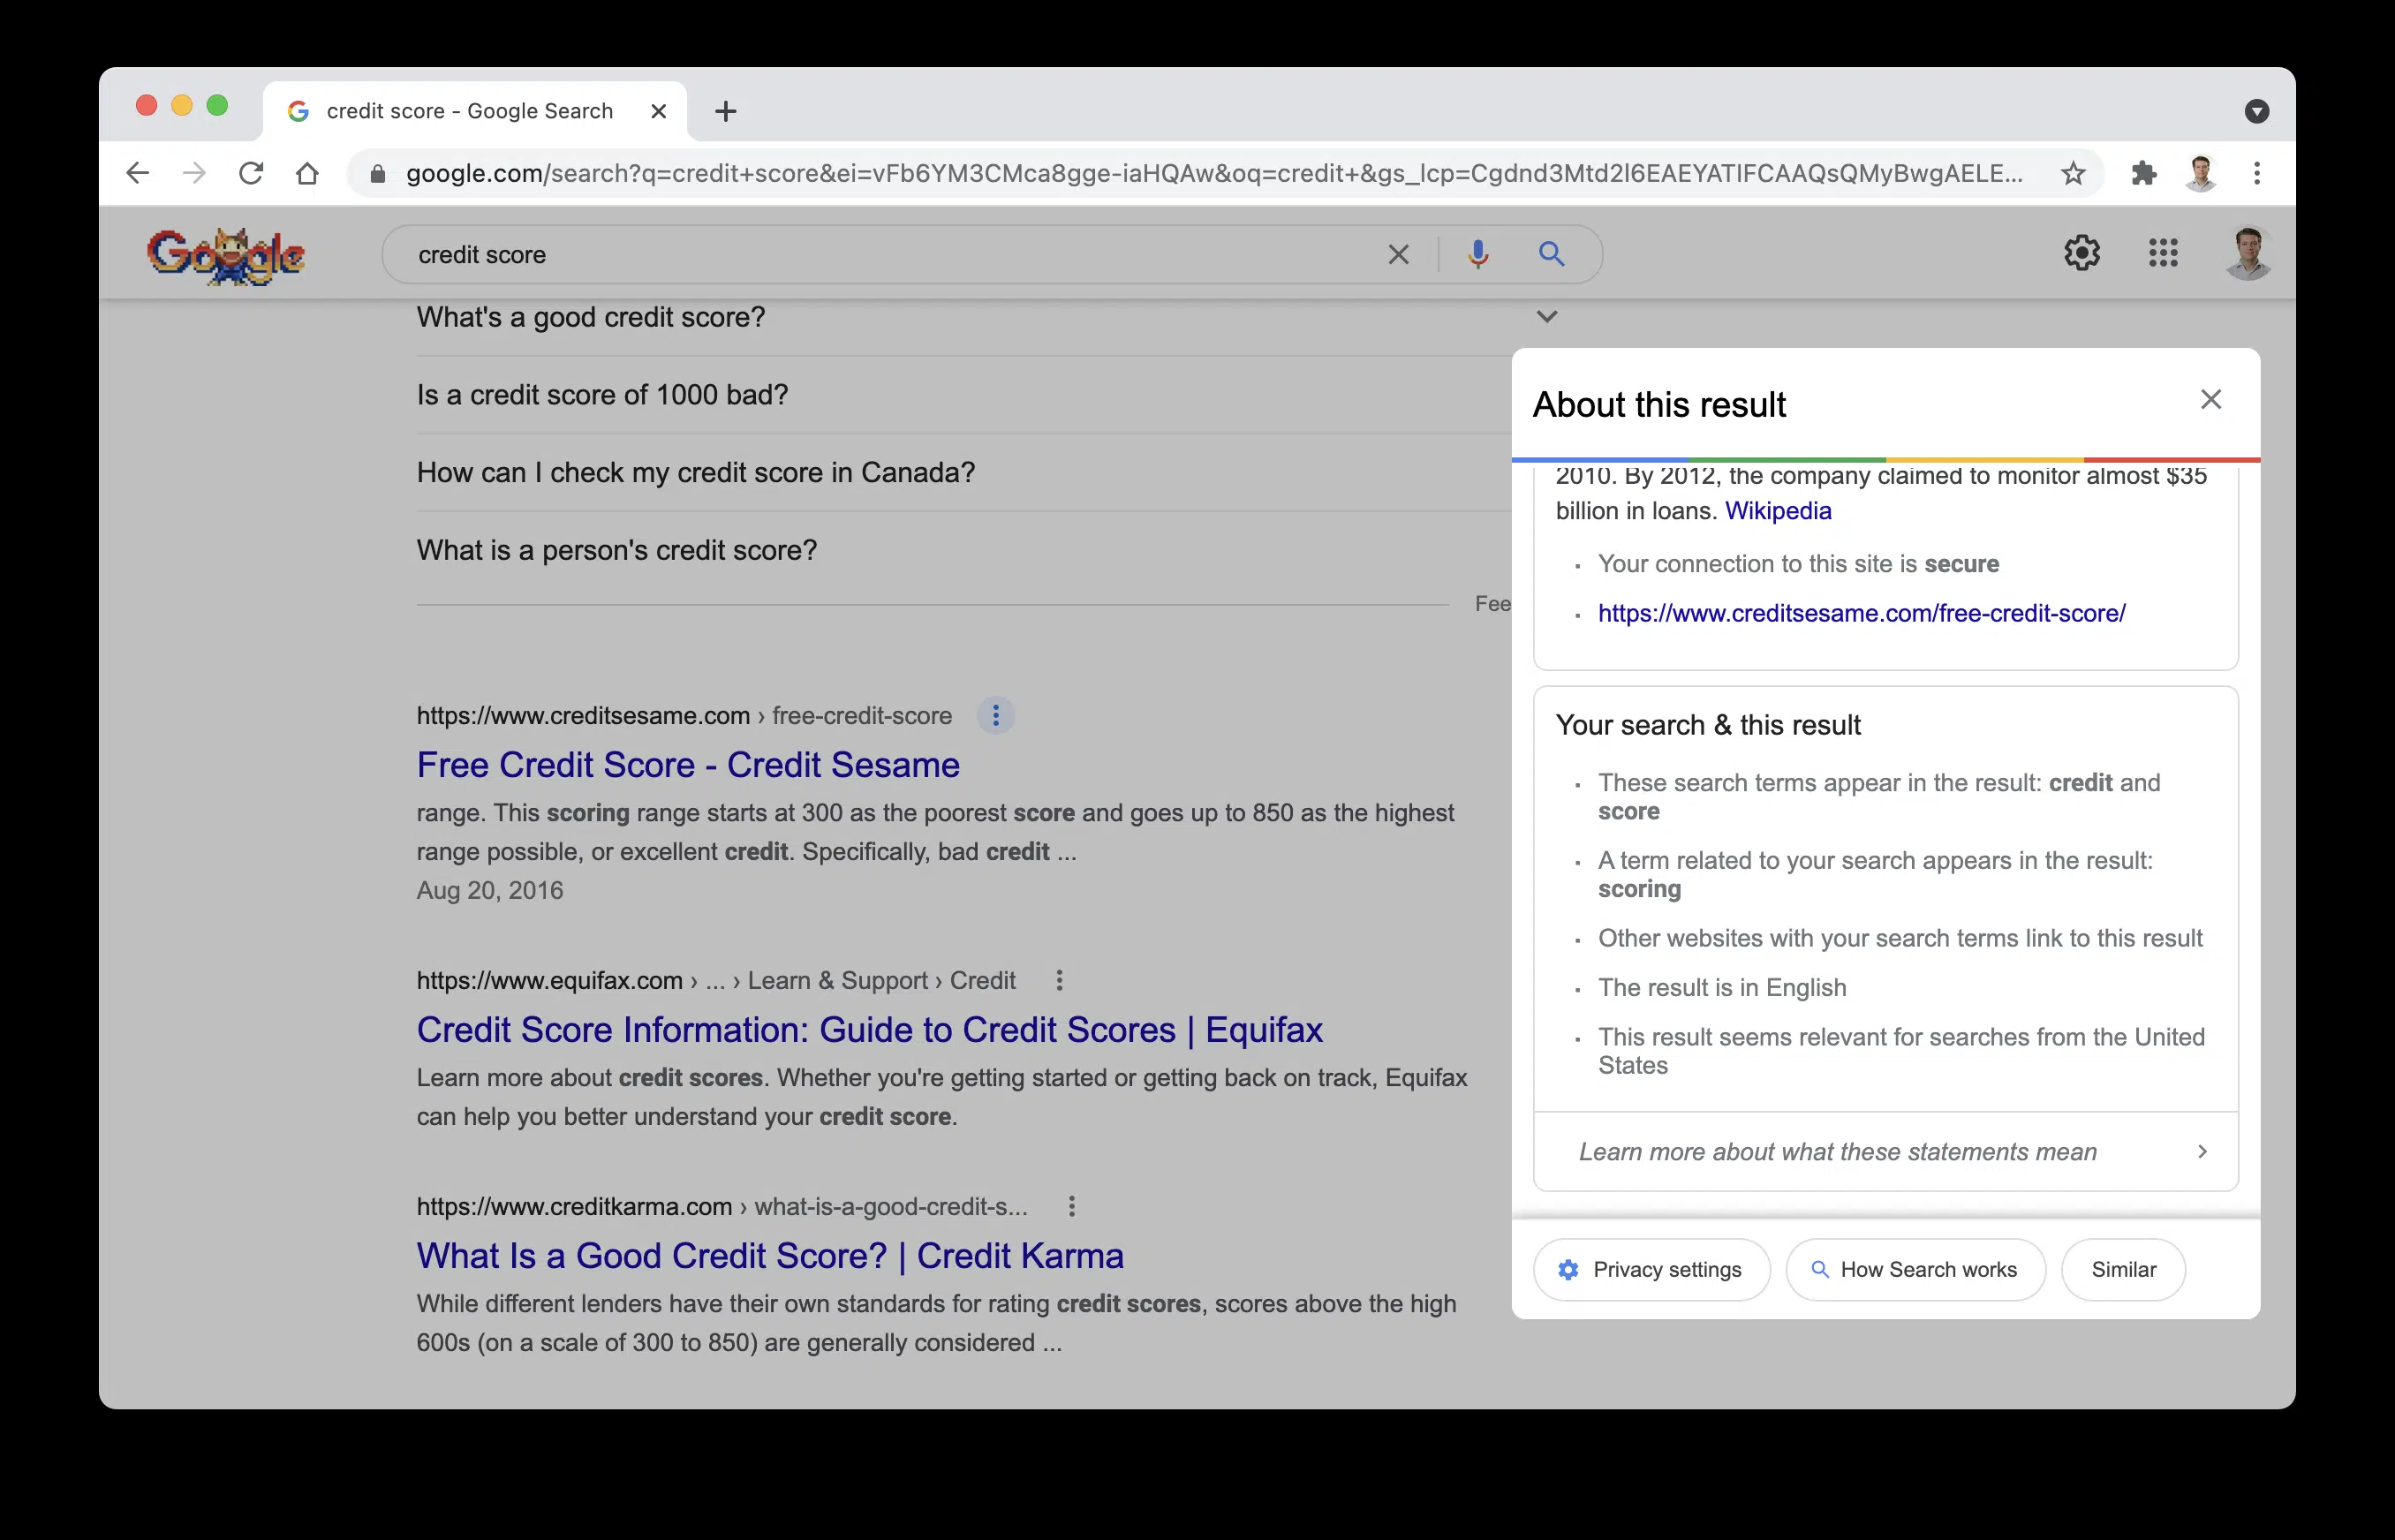 credit score - Google Search
google.com/search?q=credit+score&ei=vFb6YM3CMca8gge-iaHQAw&oq=credit+&gs_lcp=Cgdnd3Mtd2l6EAEYATIFCAAQsQMyBwgAELE...
Google
credit score
What's a good credit score?
Is a credit score of 1000 bad?
How can I check my credit score in Canada?
What is a person's credit score?
Fee
https://www.creditsesame.com › free-credit-score
Free Credit Score - Credit Sesame
range. This scoring range starts at 300 as the poorest score and goes up to 850 as the highest
range possible, or excellent credit. Specifically, bad credit ...
Aug 20, 2016
https://www.equifax.com › ... › Learn & Support › Credit
Credit Score Information: Guide to Credit Scores | Equifax
Learn more about credit scores. Whether you're getting started or getting back on track, Equifax
can help you better understand your credit score.
https://www.creditkarma.com › what-is-a-good-credit-s...
What Is a Good Credit Score? | Credit Karma
While different lenders have their own standards for rating credit scores, scores above the high
600s (on a scale of 300 to 850) are generally considered ...
About this result
2010. By 2012, the company claimed to monitor almost $35
billion in loans. Wikipedia
· Your connection to this site is secure
· https://www.creditsesame.com/free-credit-score/
Your search & this result
· These search terms appear in the result: credit and
score
· A term related to your search appears in the result:
scoring
· Other websites with your search terms link to this result
· The result is in English
· This result seems relevant for searches from the United
States
Learn more about what these statements mean
Privacy settings
How Search works
Similar